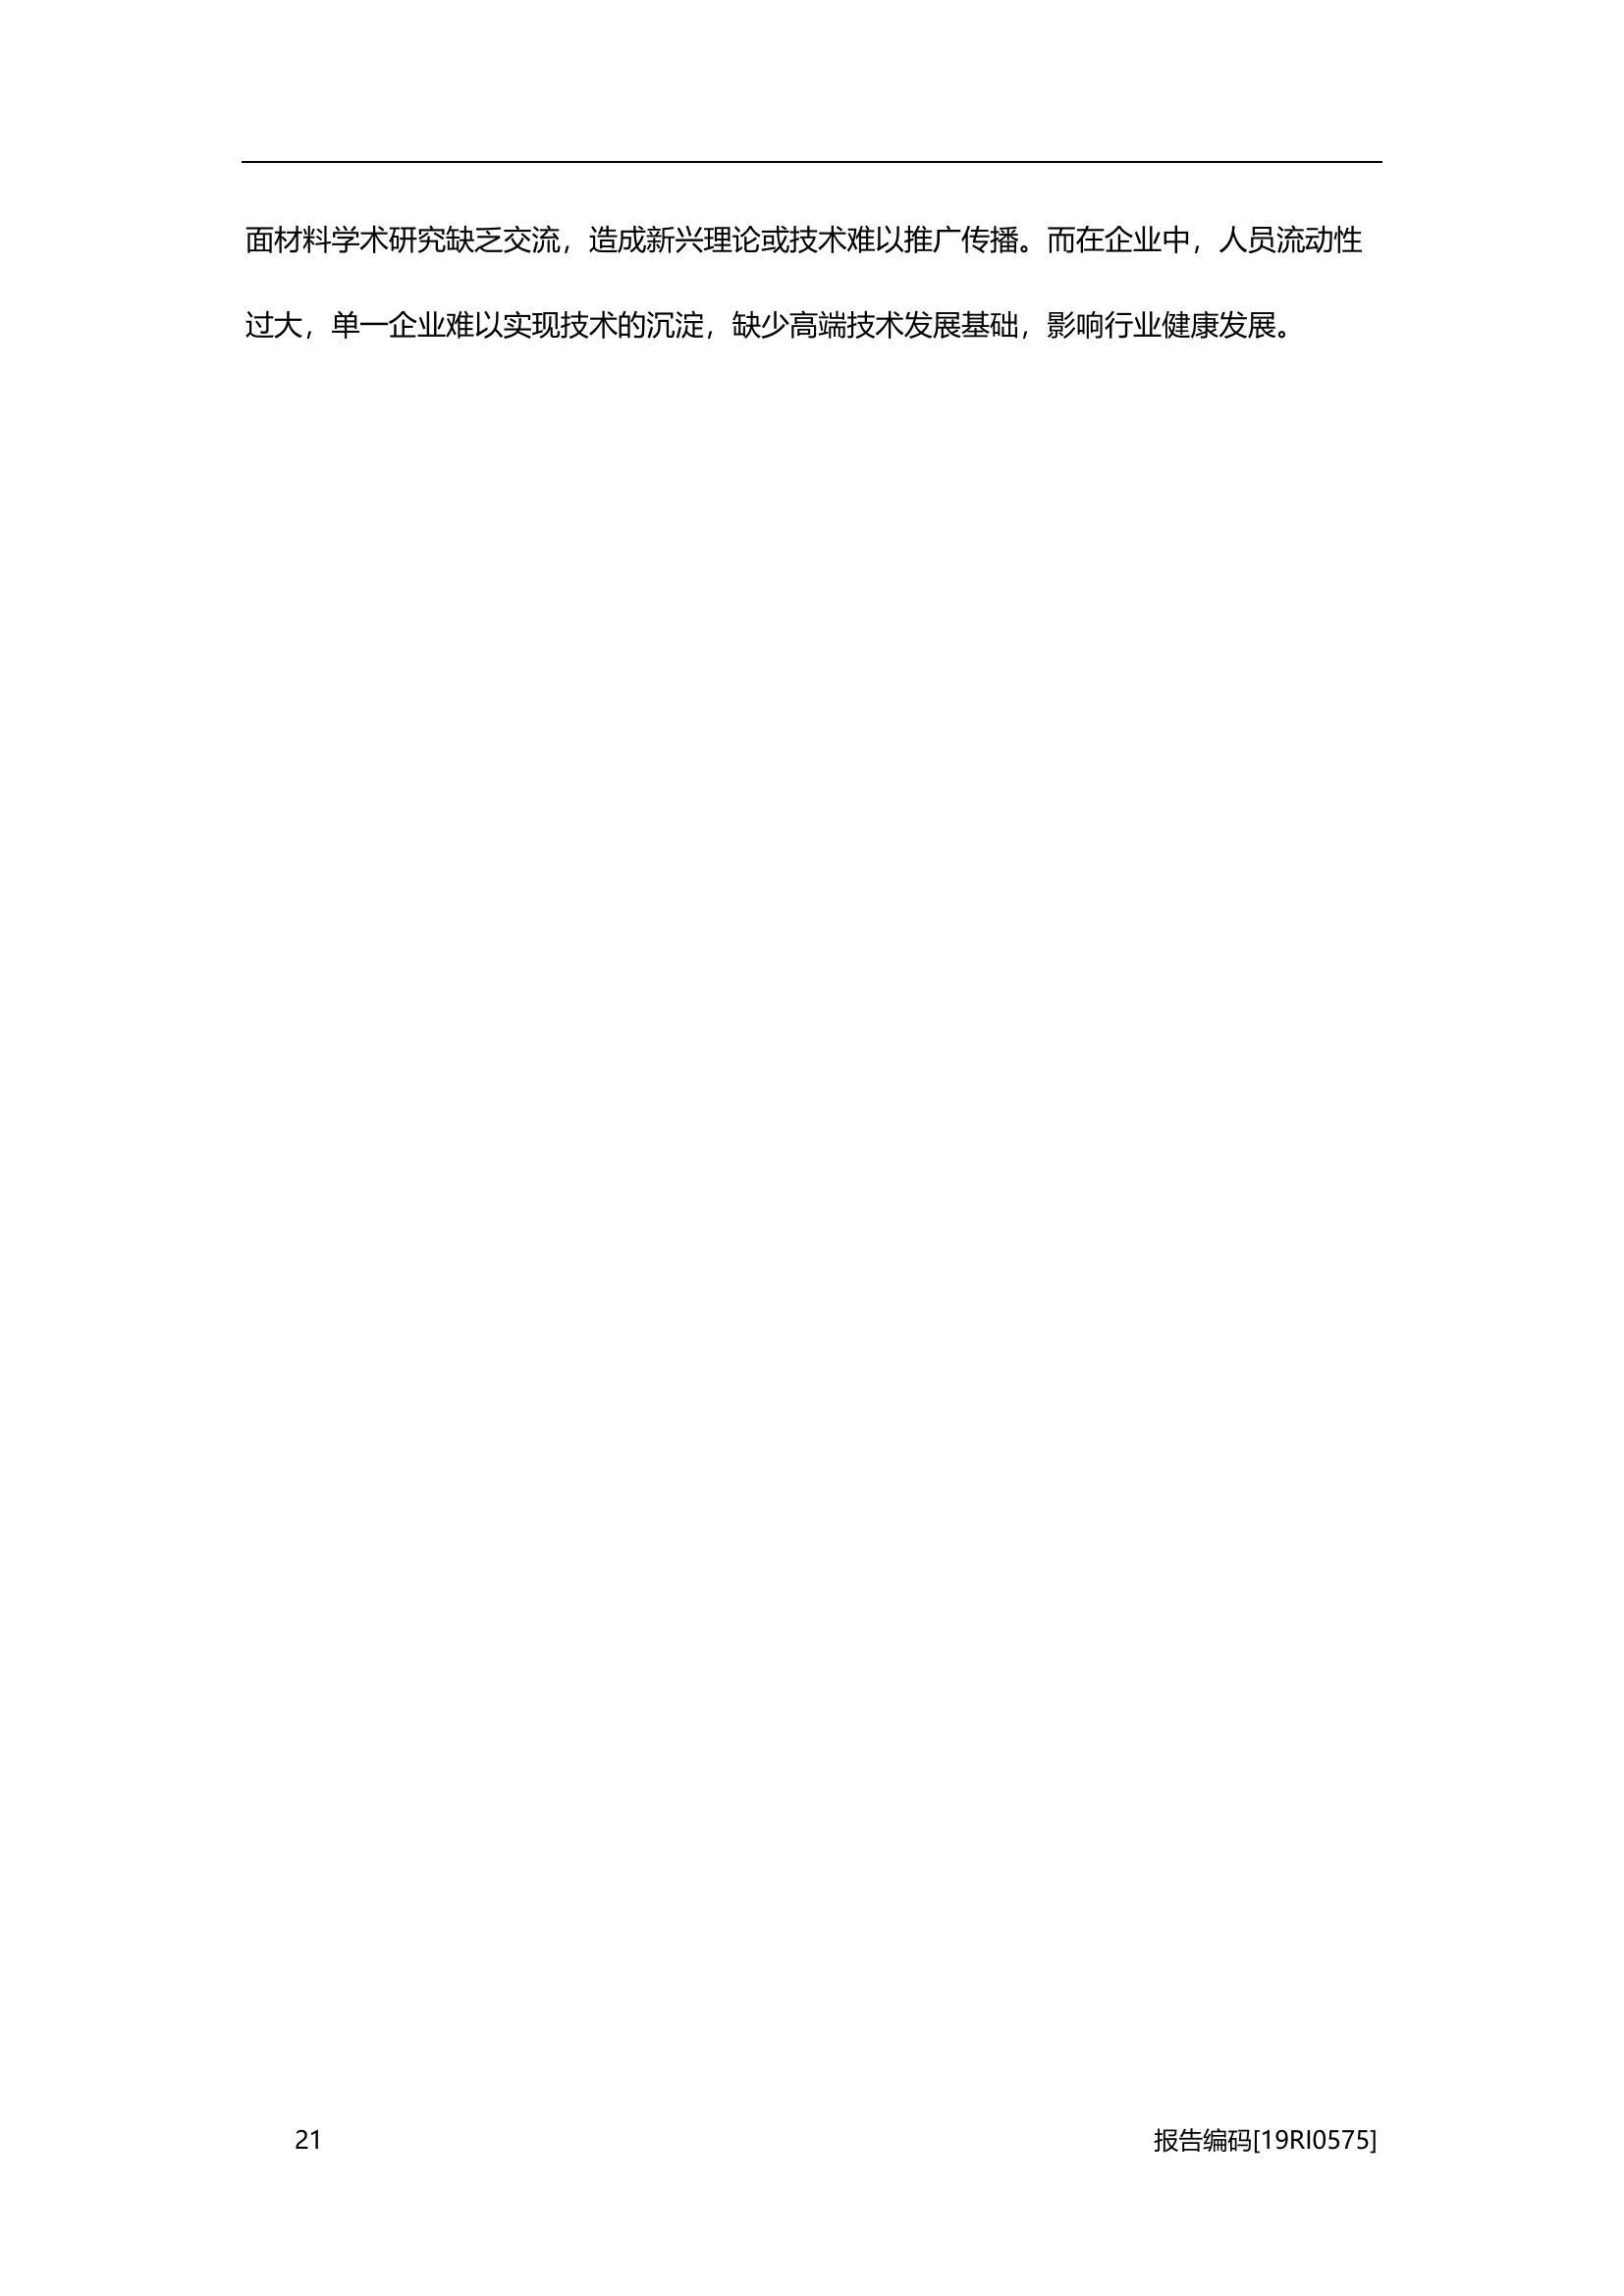 面材料学术研究缺乏交流，造成新兴理论或技术难以推广传播。而在企业中，人员流动性
过大，单一企业难以实现技术的沉淀，缺少高端技术发展基础，影响行业健康发展。
21 报告编码[19RI0575]